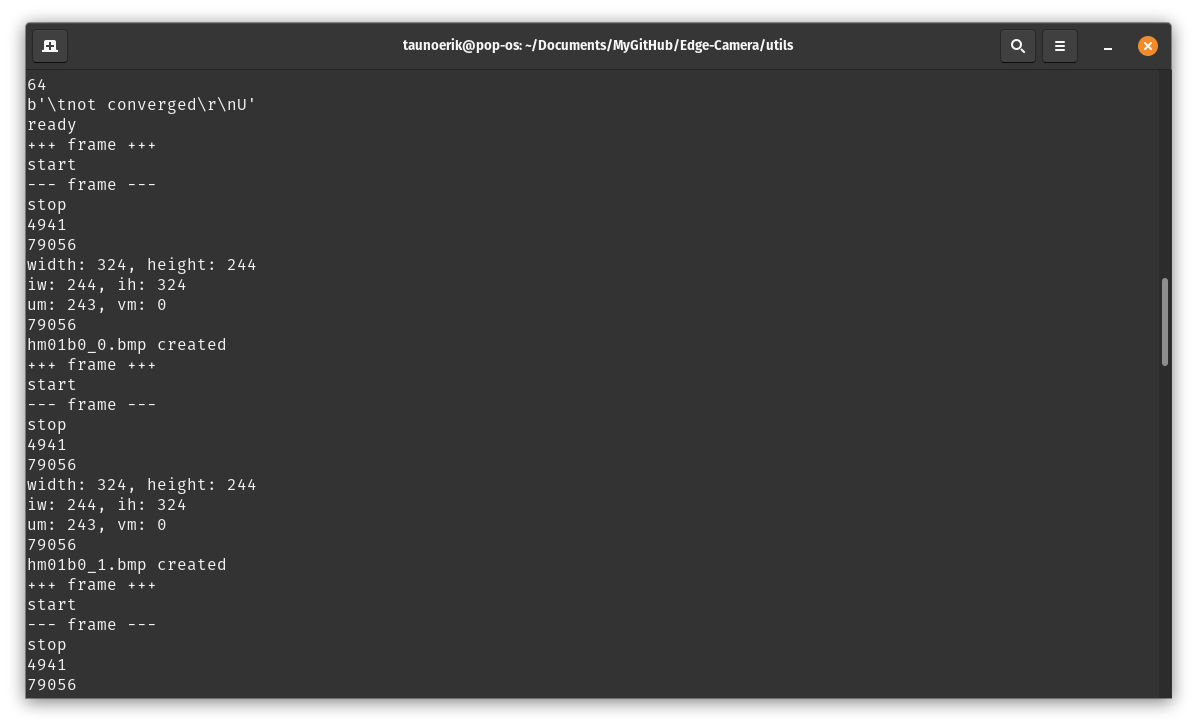 taunoerik@pop-os: ~/Documents/MyGitHub/Edge-Camera/utils
64
b'\tnot converged\r\nU'
ready
+++ frame +++
start
--- frame ---
stop
4941
79056
width: 324, height: 244
iw: 244, ih: 324
um: 243, vm: 0
79056
hm01b0_0.bmp created
+++ frame +++
start
--- frame ---
stop
4941
79056
width: 324, height: 244
iw: 244, ih: 324
um: 243, vm: 0
79056
hm01b0_1.bmp created
+++ frame +++
start
--- frame ---
stop
4941
79056